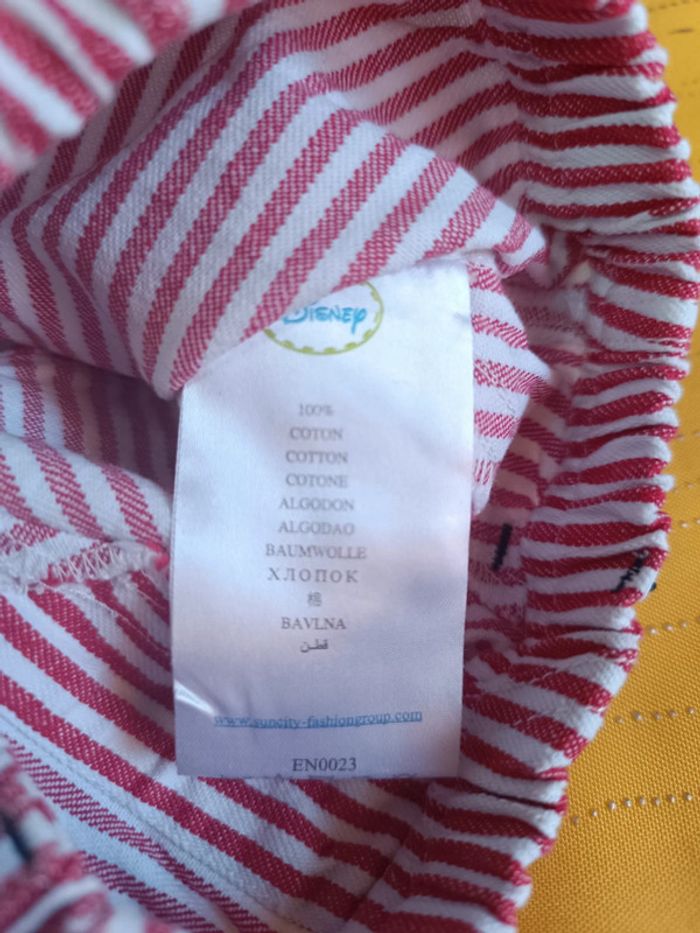 Disney
100%
COTON
COTTON
COTONE
ALGODON
ALGODAO
BAUMWOLLE
ХЛОПОК
棉
BAVLNA
قطن
www.suncity-fashiongroup.com
EN0023